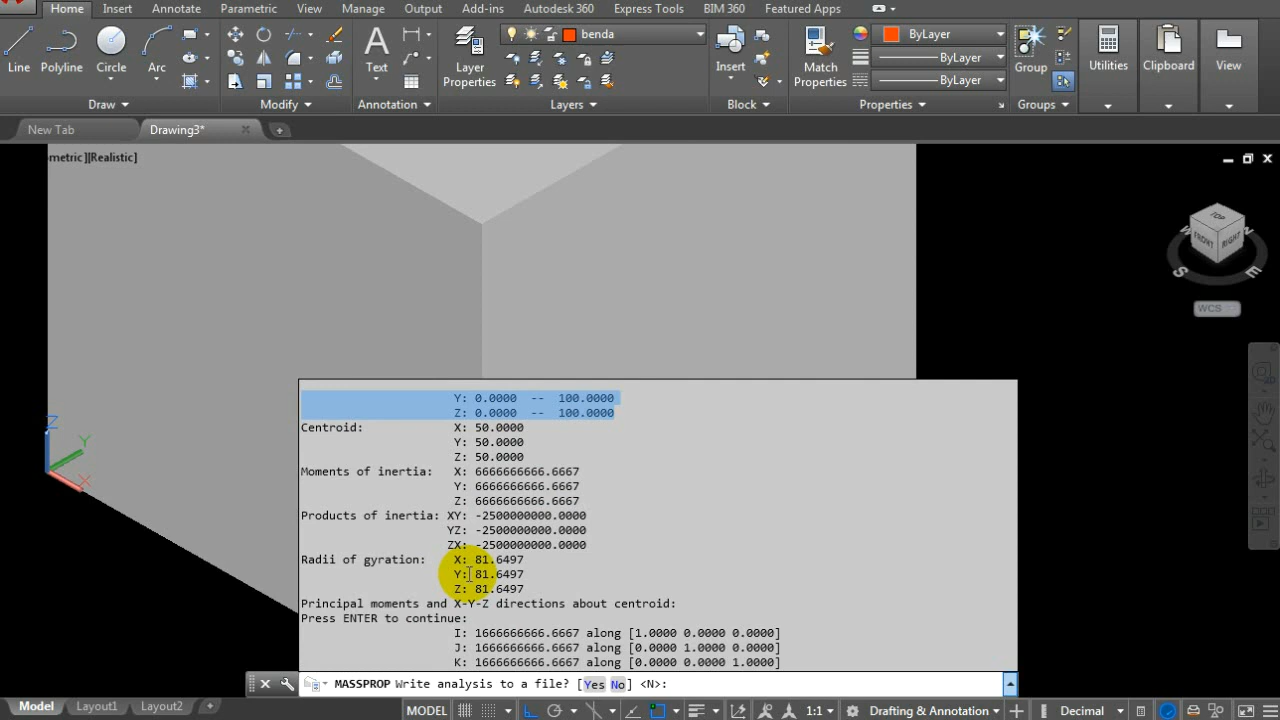 Home Insert Annotate Parametric View Manage Output Add-ins Autodesk 360 Express Tools BIM 360 Featured Apps
benda
ByLayer
ByLayer
ByLayer
Line Polyline Circle Arc Text Layer Properties Insert Match Properties Group Utilities Clipboard View
Draw Modify Annotation Layers Block Properties Groups
New Tab Drawing3*
ometric][Realistic]
TOP
FRONT RIGHT
S E
WCS
Z
Y
X
Y: 0.0000 -- 100.0000
Z: 0.0000 -- 100.0000
Centroid: X: 50.0000
Y: 50.0000
Z: 50.0000
Moments of inertia: X: 6666666666.6667
Y: 6666666666.6667
Z: 6666666666.6667
Products of inertia: XY: -2500000000.0000
YZ: -2500000000.0000
ZX: -2500000000.0000
Radii of gyration: X: 81.6497
Y: 81.6497
Z: 81.6497
Principal moments and X-Y-Z directions about centroid:
Press ENTER to continue:
I: 1666666666.6667 along [1.0000 0.0000 0.0000]
J: 1666666666.6667 along [0.0000 1.0000 0.0000]
K: 1666666666.6667 along [0.0000 0.0000 1.0000]
MASSPROP Write analysis to a file? [Yes No] <N>:
Model Layout1 Layout2 + MODEL 1:1 Drafting & Annotation Decimal